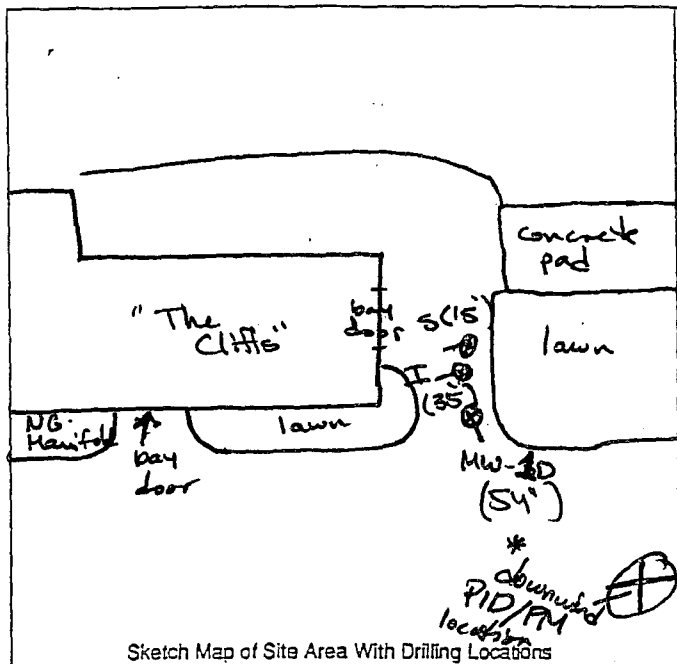 concrete
pad
"The
Cliffs"
bay
door
S(15')
lawn
I
(35')
NG.
Manifold
bay
door
lawn
MW-1D
(54')
*
downwind
PID/PM
location
Sketch Map of Site Area With Drilling Locations